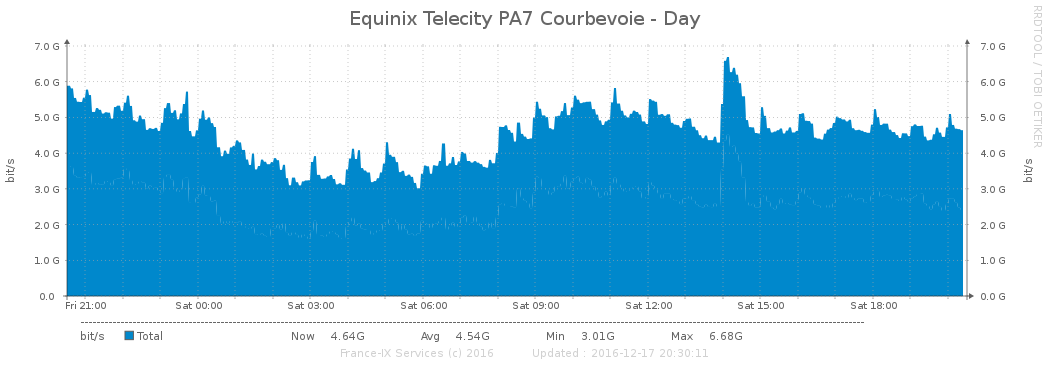 Equinix Telecity PA7 Courbevoie - Day
RRDTOOL / TOBI OETIKER
7.0 G 7.0 G
6.0 G 6.0 G
5.0 G 5.0 G
4.0 G 4.0 G
3.0 G 3.0 G
2.0 G 2.0 G
1.0 G 1.0 G
0.0 0.0 G
bit/s
bit/s
Fri 21:00 Sat 00:00 Sat 03:00 Sat 06:00 Sat 09:00 Sat 12:00 Sat 15:00 Sat 18:00
bit/s Total Now 4.64G Avg 4.54G Min 3.01G Max 6.68G
France-IX Services (c) 2016 Updated : 2016-12-17 20:30:11